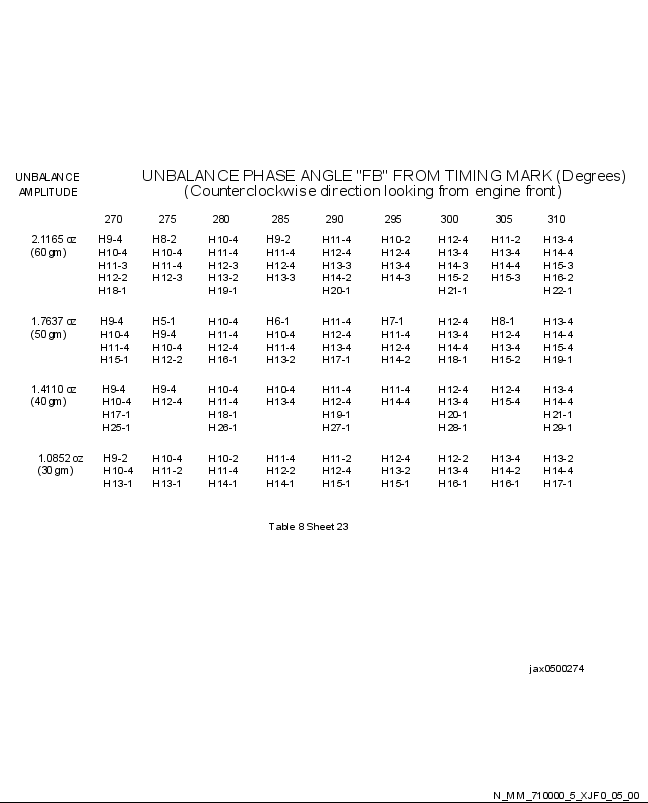 UNBALANCE UNBALANCE PHASE ANGLE "FB" FROM TIMING MARK (Degrees)
AMPLITUDE (Counterclockwise direction looking from engine front)
270 275 280 285 290 295 300 305 310
2.1165 oz H9-4 H8-2 H10-4 H9-2 H11-4 H10-2 H12-4 H11-2 H13-4
(60 gm) H10-4 H10-4 H11-4 H11-4 H12-4 H12-4 H13-4 H13-4 H14-4
H11-3 H11-4 H12-3 H12-4 H13-3 H13-4 H14-3 H14-4 H15-3
H12-2 H12-3 H13-2 H13-3 H14-2 H14-3 H15-2 H15-3 H16-2
H18-1 H19-1 H20-1 H21-1 H22-1
1.7637 oz H9-4 H5-1 H10-4 H6-1 H11-4 H7-1 H12-4 H8-1 H13-4
(50 gm) H10-4 H9-4 H11-4 H10-4 H12-4 H11-4 H13-4 H12-4 H14-4
H11-4 H10-4 H12-4 H11-4 H13-4 H12-4 H14-4 H13-4 H15-4
H15-1 H12-2 H16-1 H13-2 H17-1 H14-2 H18-1 H15-2 H19-1
1.4110 oz H9-4 H9-4 H10-4 H10-4 H11-4 H11-4 H12-4 H12-4 H13-4
(40 gm) H10-4 H12-4 H11-4 H13-4 H12-4 H14-4 H13-4 H15-4 H14-4
H17-1 H18-1 H19-1 H20-1 H21-1
H25-1 H26-1 H27-1 H28-1 H29-1
1.0852 oz H9-2 H10-4 H10-2 H11-4 H11-2 H12-4 H12-2 H13-4 H13-2
(30 gm) H10-4 H11-2 H11-4 H12-2 H12-4 H13-2 H13-4 H14-2 H14-4
H13-1 H13-1 H14-1 H14-1 H15-1 H15-1 H16-1 H16-1 H17-1
Table 8 Sheet 23
jax0500274
N_MM_710000_5_XJF0_05_00